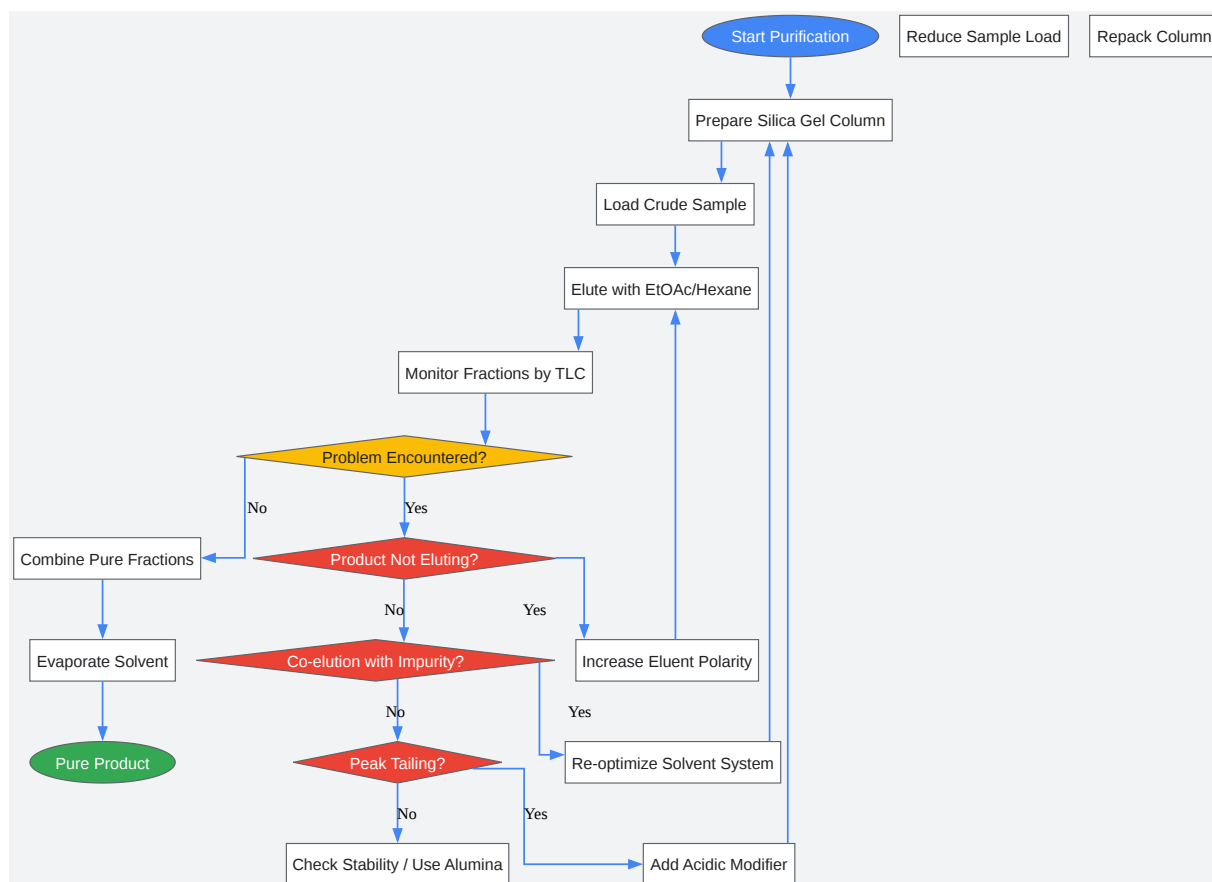 Start Purification
Reduce Sample Load
Repack Column
Prepare Silica Gel Column
Load Crude Sample
Elute with EtOAc/Hexane
Monitor Fractions by TLC
Problem Encountered?
No
Yes
Combine Pure Fractions
Product Not Eluting?
No
Yes
Evaporate Solvent
Co-elution with Impurity?
Increase Eluent Polarity
No
Yes
Pure Product
Peak Tailing?
Re-optimize Solvent System
No
Yes
Check Stability / Use Alumina
Add Acidic Modifier